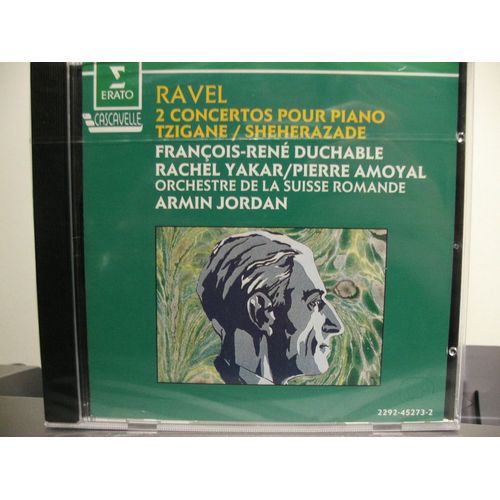 ERATO
CASCAVELLE
RAVEL
2 CONCERTOS POUR PIANO
TZIGANE / SHEHERAZADE
FRANÇOIS-RENÉ DUCHABLE
RACHEL YAKAR/PIERRE AMOYAL
ORCHESTRE DE LA SUISSE ROMANDE
ARMIN JORDAN
2292-45273-2